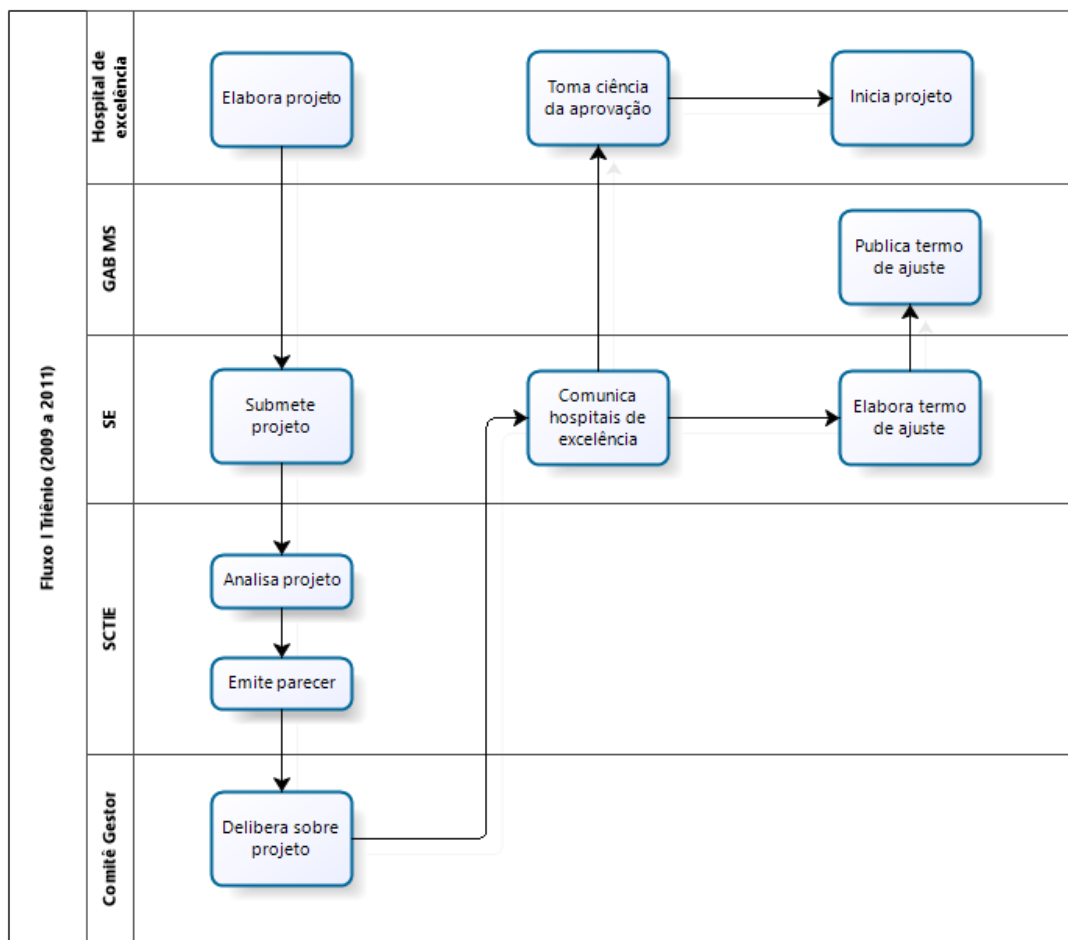 Fluxo I Triênio (2009 a 2011)
Hospital de
excelência
Elabora projeto
Toma ciência
da aprovação
Inicia projeto
GAB MS
Publica termo
de ajuste
SE
Submete
projeto
Comunica
hospitais de
excelência
Elabora termo
de ajuste
SCTIE
Analisa projeto
Emite parecer
Comitê Gestor
Delibera sobre
projeto